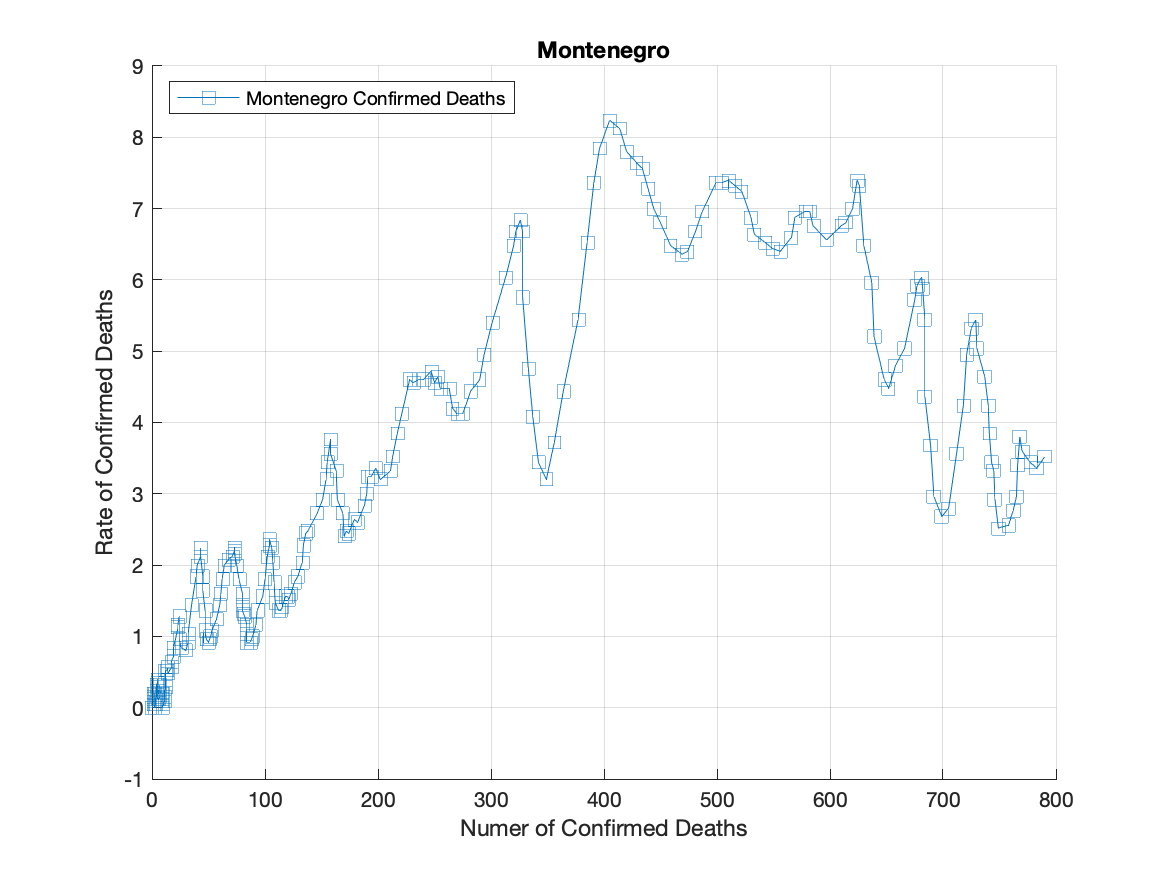 Montenegro
Montenegro Confirmed Deaths
Rate of Confirmed Deaths
9
8
7
6
5
4
3
2
1
0
-1
0 100 200 300 400 500 600 700 800
Numer of Confirmed Deaths